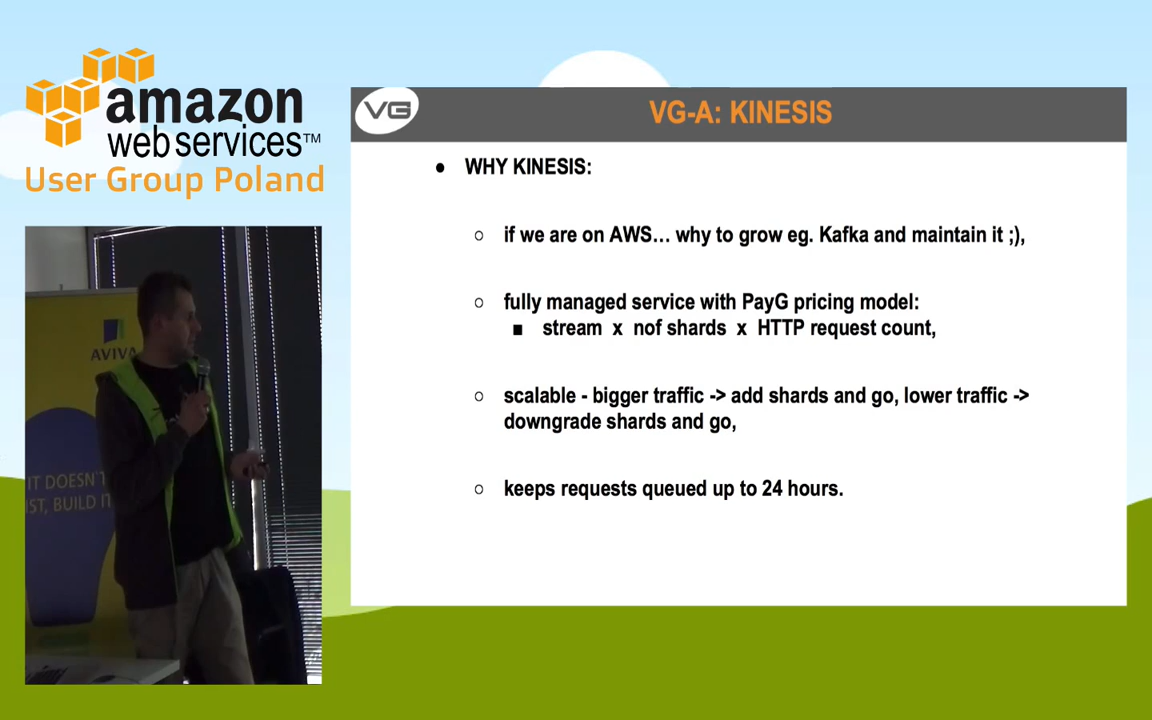 amazon
web services™
User Group Poland
VG
VG-A: KINESIS
● WHY KINESIS:
○ if we are on AWS... why to grow eg. Kafka and maintain it ;),
○ fully managed service with PayG pricing model:
■ stream x nof shards x HTTP request count,
○ scalable - bigger traffic -> add shards and go, lower traffic ->
downgrade shards and go,
○ keeps requests queued up to 24 hours.
AVIVA
IT DOESN'T
BUILD IT